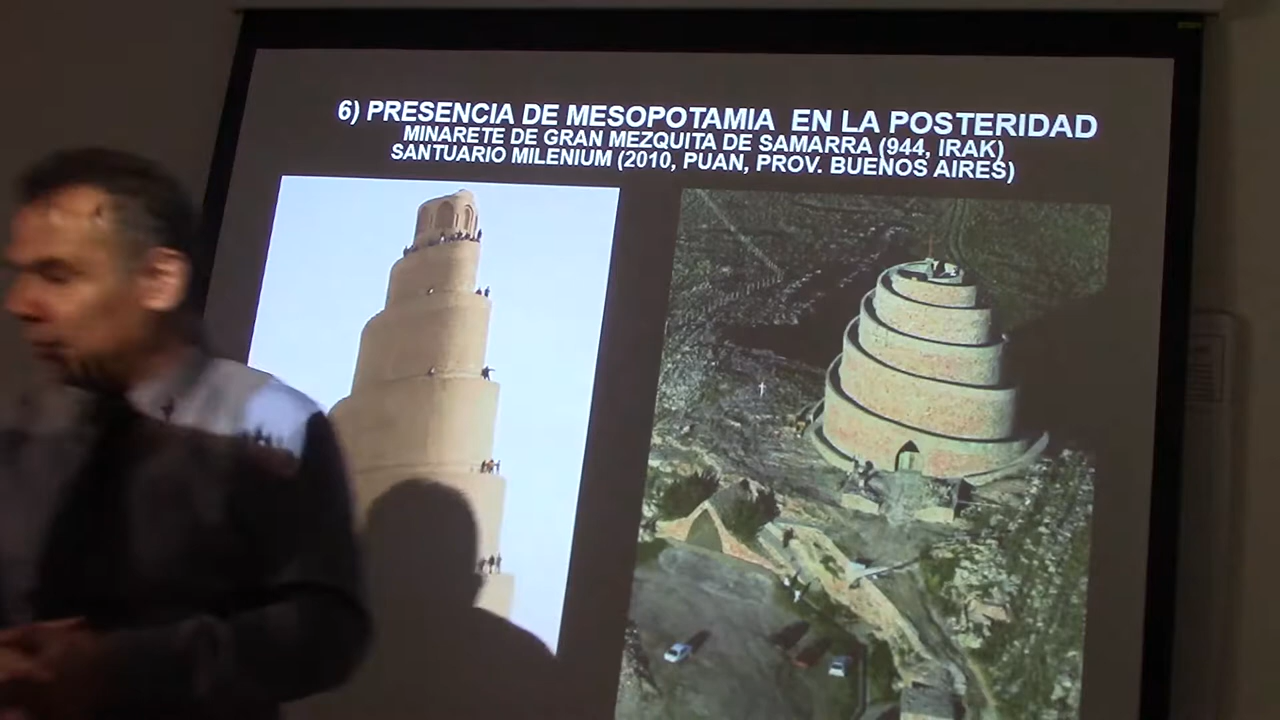 6) PRESENCIA DE MESOPOTAMIA EN LA POSTERIDAD
MINARETE DE GRAN MEZQUITA DE SAMARRA (944, IRAK)
SANTUARIO MILENIUM (2010, PUAN, PROV. BUENOS AIRES)